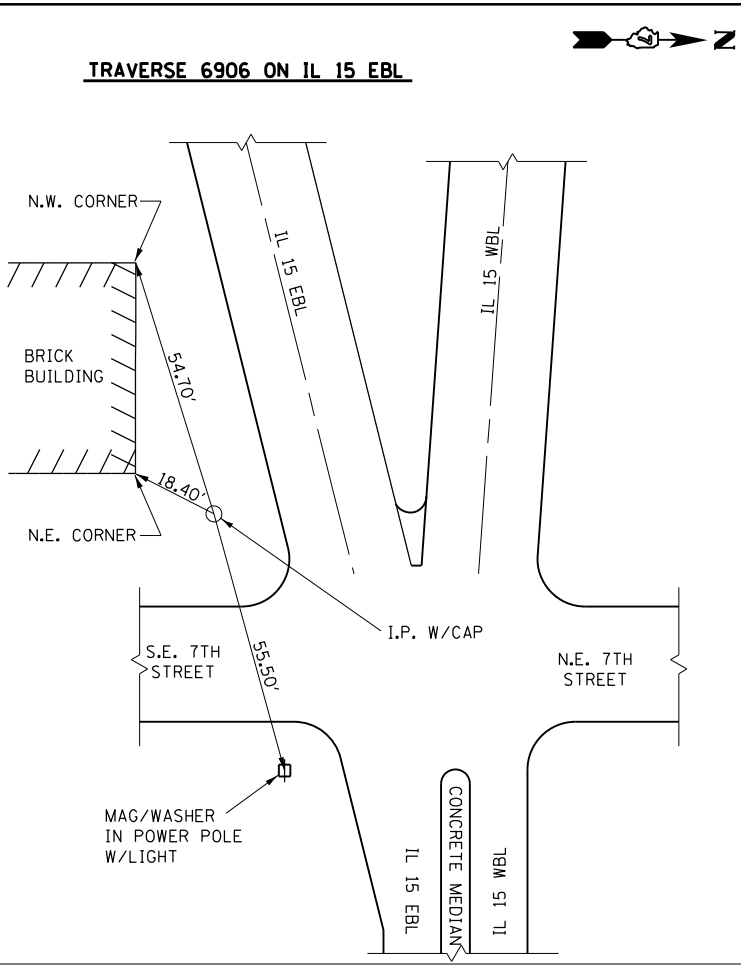 N
TRAVERSE 6906 ON IL 15 EBL
N.W. CORNER
IL 15 EBL
IL 15 WBL
BRICK
BUILDING
54.70'
18.40'
N.E. CORNER
I.P. W/CAP
S.E. 7TH
STREET
55.50'
N.E. 7TH
STREET
MAG/WASHER
IN POWER POLE
W/LIGHT
IL 15 EBL
CONCRETE MEDIAN
IL 15 WBL